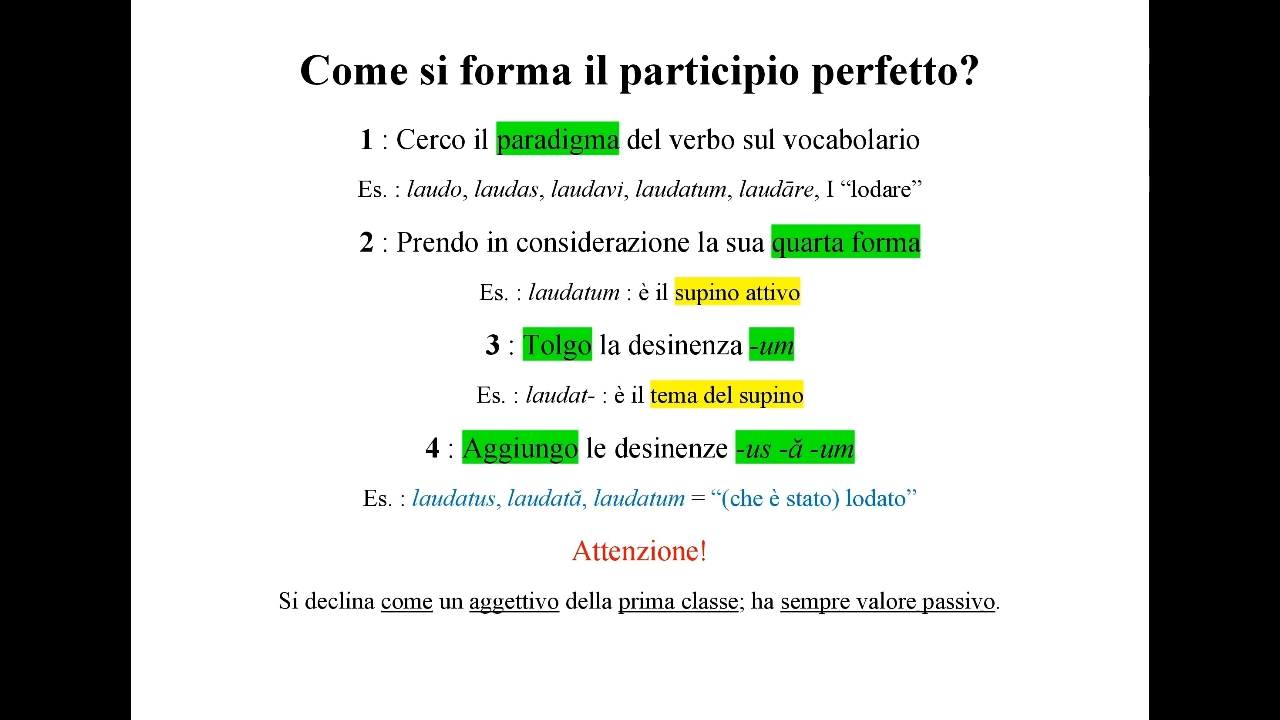 Come si forma il participio perfetto?
1 : Cerco il paradigma del verbo sul vocabolario
Es. : laudo, laudas, laudavi, laudatum, laudāre, I “lodare”
2 : Prendo in considerazione la sua quarta forma
Es. : laudatum : è il supino attivo
3 : Tolgo la desinenza -um
Es. : laudat- : è il tema del supino
4 : Aggiungo le desinenze -us -ă -um
Es. : laudatus, laudată, laudatum = “(che è stato) lodato”
Attenzione!
Si declina come un aggettivo della prima classe; ha sempre valore passivo.